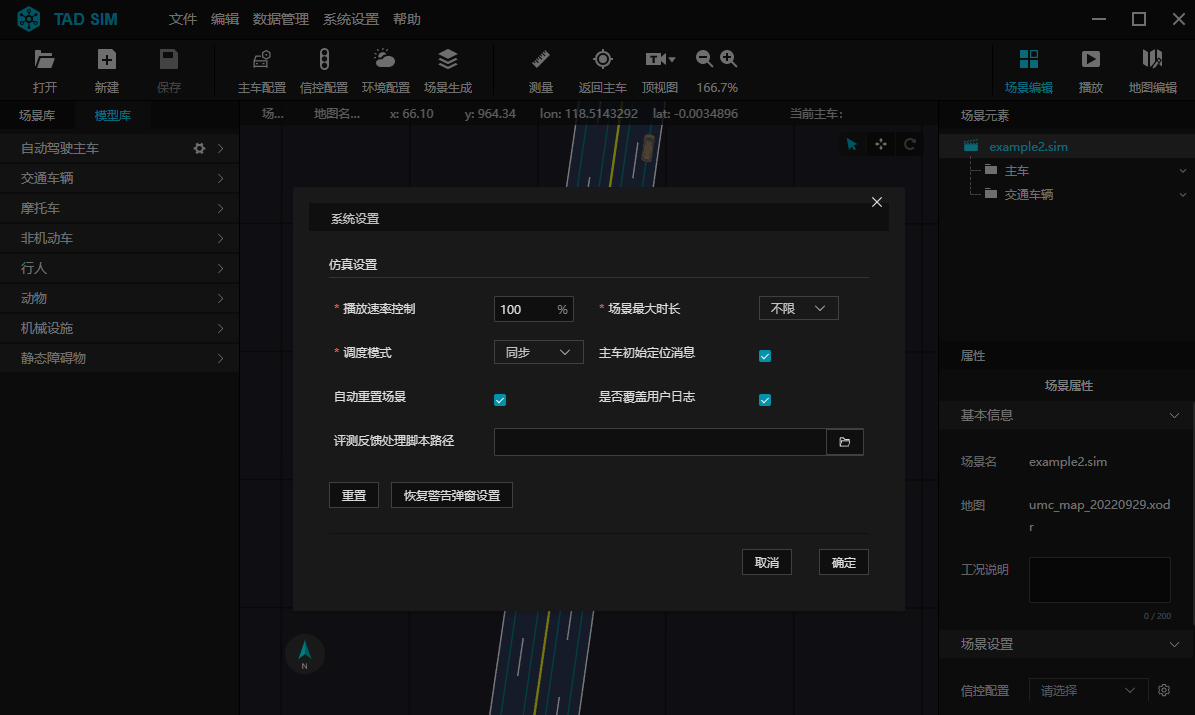 TAD SIM 文件 编辑 数据管理 系统设置 帮助
打开 新建 保存 主车配置 信控配置 环境配置 场景生成 测量 返回主车 顶视图 166.7% 场景编辑 播放 地图编辑
场景库 模型库
场... 地图名... x: 66.10 y: 964.34 lon: 118.5143292 lat: -0.0034896 当前主车:
自动驾驶主车
交通车辆
摩托车
非机动车
行人
动物
机械设施
静态障碍物
系统设置
仿真设置
* 播放速率控制 100 % * 场景最大时长 不限
* 调度模式 同步 主车初始定位消息
自动重置场景 是否覆盖用户日志
评测反馈处理脚本路径
重置 恢复警告弹窗设置
取消 确定
N
场景元素
example2.sim
主车
交通车辆
属性
场景属性
基本信息
场景名 example2.sim
地图 umc_map_20220929.xod
r
工况说明
0 / 200
场景设置
信控配置 请选择